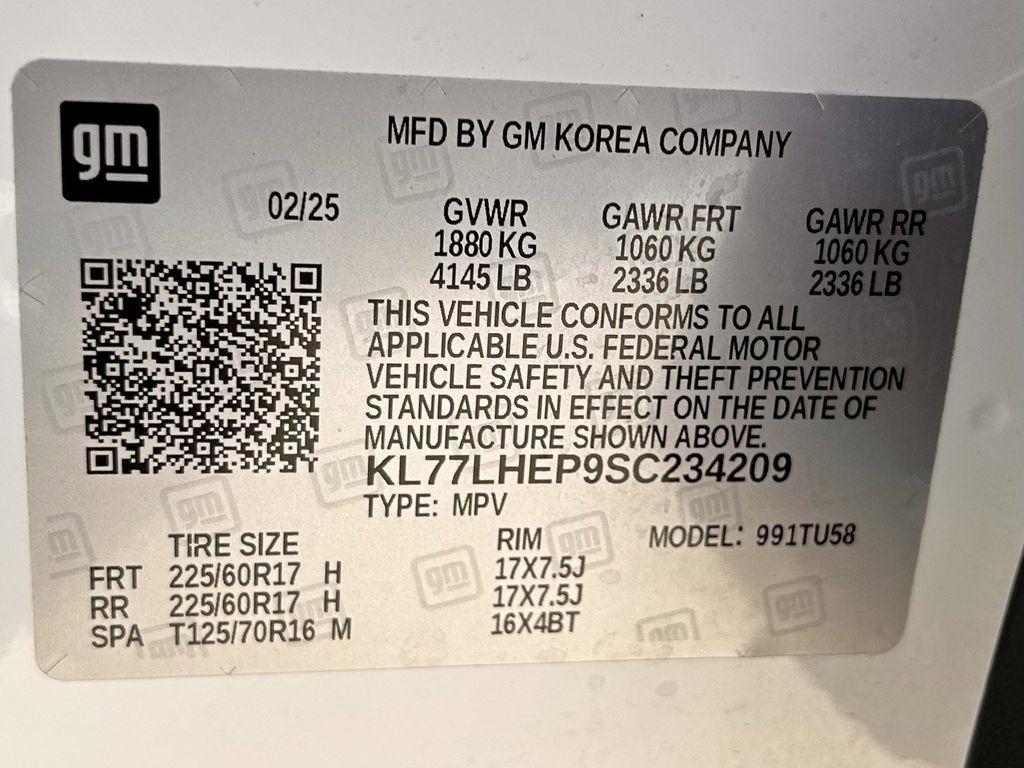 gm
MFD BY GM KOREA COMPANY
02/25 GVWR GAWR FRT GAWR RR
1880 KG 1060 KG 1060 KG
4145 LB 2336 LB 2336 LB
THIS VEHICLE CONFORMS TO ALL
APPLICABLE U.S. FEDERAL MOTOR
VEHICLE SAFETY AND THEFT PREVENTION
STANDARDS IN EFFECT ON THE DATE OF
MANUFACTURE SHOWN ABOVE.
KL77LHEP9SC234209
TYPE: MPV
TIRE SIZE RIM MODEL: 991TU58
FRT 225/60R17 H 17X7.5J
RR 225/60R17 H 17X7.5J
SPA T125/70R16 M 16X4BT